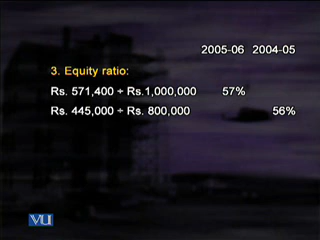 2005-06 2004-05
3. Equity ratio:
Rs. 571,400 ÷ Rs.1,000,000 57%
Rs. 445,000 ÷ Rs. 800,000 56%
VU